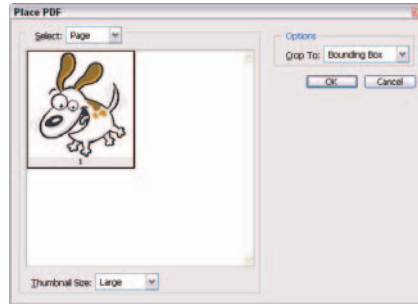 Place PDF
Select: Page
Options
Crop To: Bounding Box
OK Cancel
1
Thumbnail Size: Large